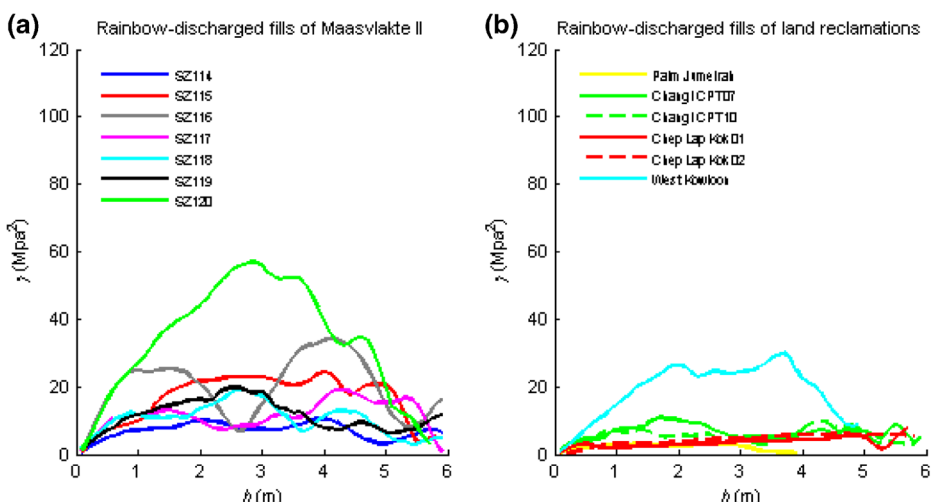 (a) Rainbow-discharged fills of Maasvlakte II
120
100
80
60
40
20
0
γ (Mpa²)
SZ114
SZ115
SZ116
SZ117
SZ118
SZ119
SZ120
0 1 2 3 4 5 6
h (m)
(b) Rainbow-discharged fills of land reclamations
120
100
80
60
40
20
0
γ (Mpa²)
Palm Jumeirah
Changi CPT07
Changi CPT10
Chep Lap Kok 01
Chep Lap Kok 02
West Kowloon
0 1 2 3 4 5 6
h (m)